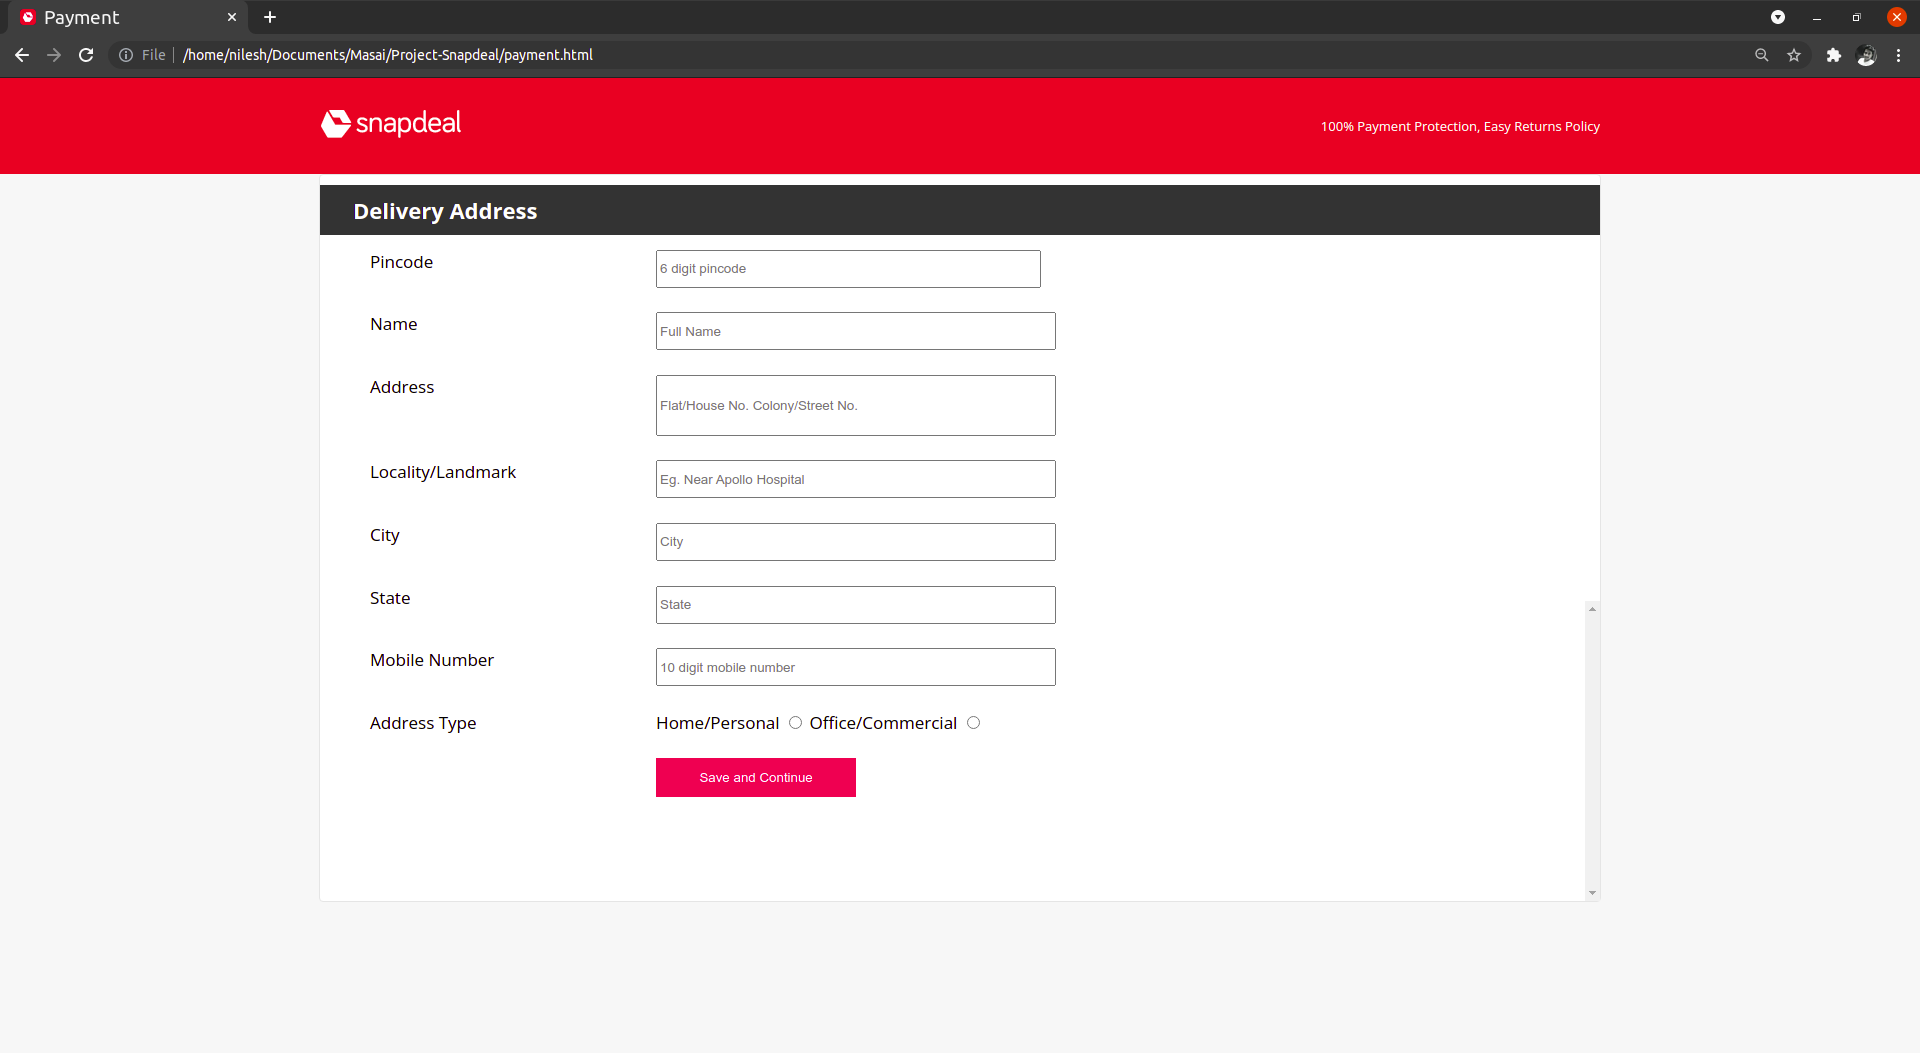 Payment
File /home/nilesh/Documents/Masai/Project-Snapdeal/payment.html
snapdeal
100% Payment Protection, Easy Returns Policy
Delivery Address
Pincode 6 digit pincode
Name Full Name
Address Flat/House No. Colony/Street No.
Locality/Landmark Eg. Near Apollo Hospital
City City
State State
Mobile Number 10 digit mobile number
Address Type Home/Personal Office/Commercial
Save and Continue